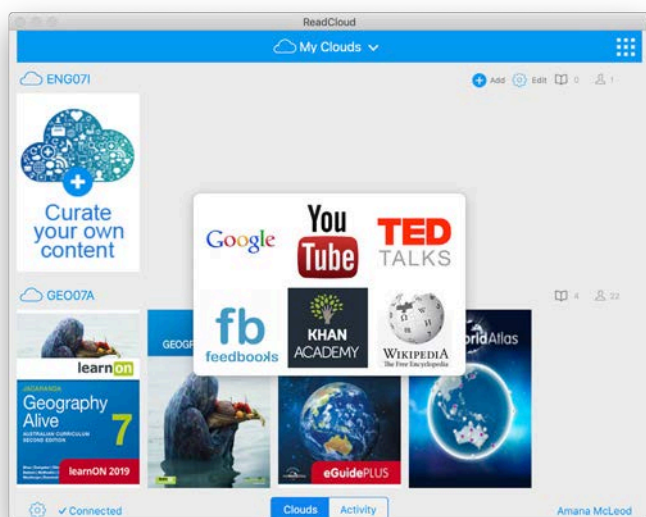 ReadCloud
My Clouds
ENG07I
Add Edit 0 1
Curate
your own
content
Google
You
Tube
TED
TALKS
fb
feedbooks
KHAN
ACADEMY
WIKIPEDIA
The Free Encyclopedia
GEO07A
4 22
learnon
JACARANDA
Geography
Alive
7
AUSTRALIAN CURRICULUM
SECOND EDITION
learnON 2019
GEOGR
eGuidePLUS
orldAtlas
Connected
Clouds
Activity
Amana McLeod